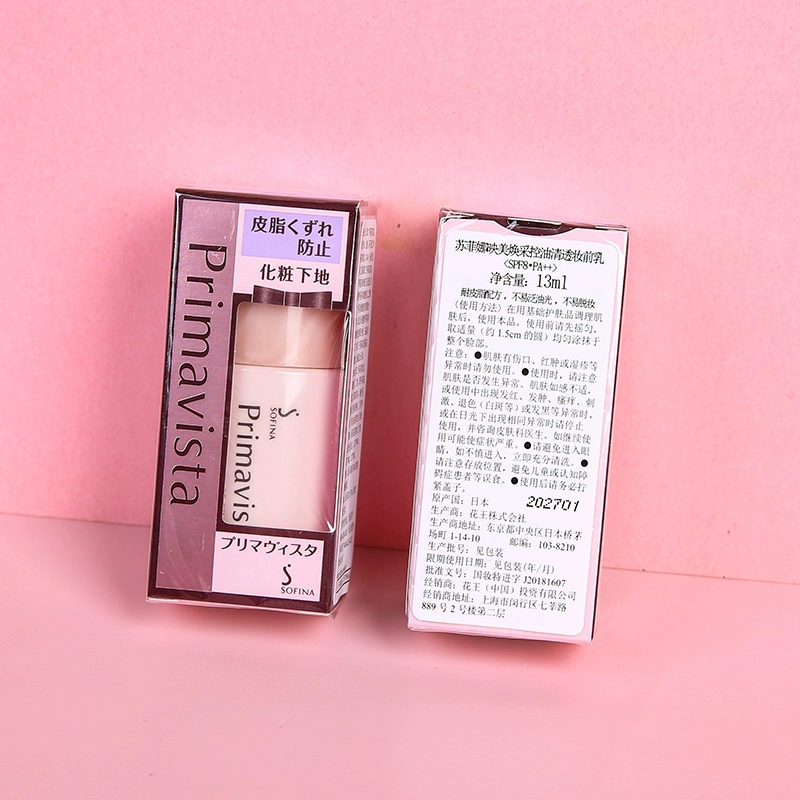 皮脂くずれ
防止
化粧下地
Primavista
SOFINA
Primavis
プリマヴィスタ
SOFINA
苏菲娜映美焕采控油清透妆前乳
<SPF8•PA++>
净含量：13ml
耐皮脂配方，不易泛油光，不易脱妆
（使用方法）在用基础护肤品调理肌
肤后，使用本品。使用前请先摇匀，
取适量（约 1.5cm 的圆）均匀涂抹于
整个脸部。
注意：●肌肤有伤口、红肿或湿疹等
异常时请勿使用。●使用时，请注意
肌肤是否发生异常。肌肤如感不适，
或使用中出现发红、发肿、瘙痒、刺
激、退色（白斑等）或发黑等异常时，
或在日光下出现相同异常时请停止
使用，并咨询皮肤科医生。如继续使
用可能使症状严重。●请避免进入眼
睛，如不慎进入，立即充分清洗。●
请注意存放位置，避免儿童或认知障
碍症患者等误食。●使用后请务必拧
紧盖子。
原产国：日本
202701
生产商：花王株式会社
生产商地址：东京都中央区日本桥茅
场町 1-14-10 邮编：103-8210
生产批号：见包装
限期使用日期：见包装(年/月)
批准文号：国妆特进字 J20181607
经销商：花王（中国）投资有限公司
经销商地址：上海市闵行区七莘路
889 号 2 号楼第二层